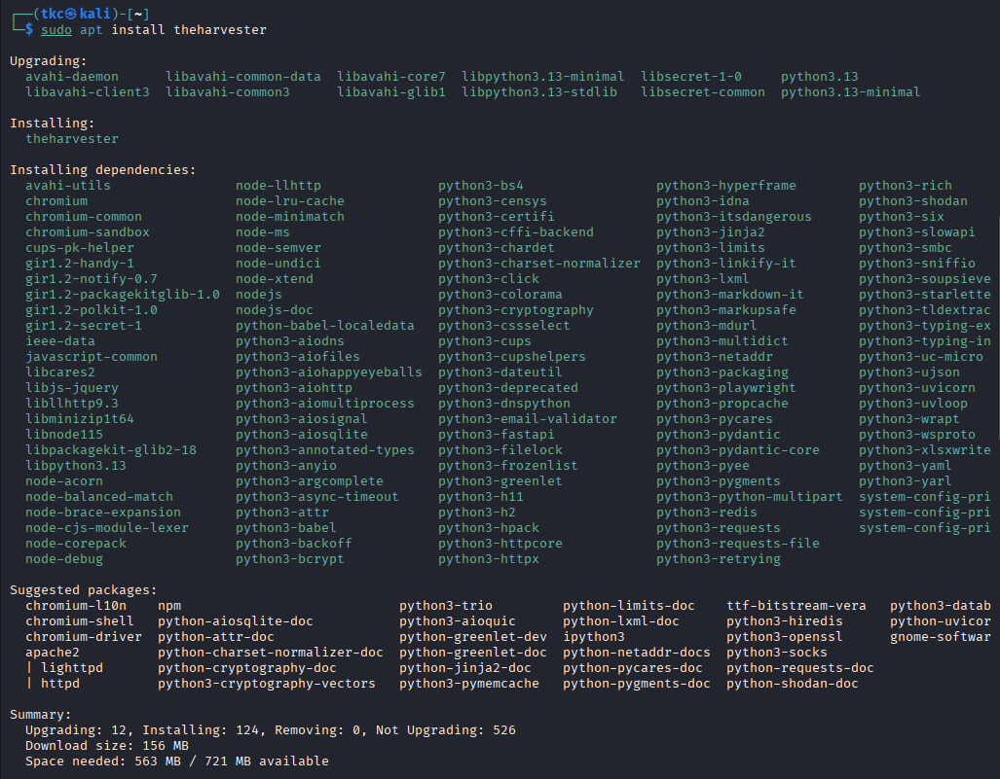 ┌──(tkc㉿kali)-[~]
└─$ sudo apt install theharvester
Upgrading:
avahi-daemon libavahi-common-data libavahi-core7 libpython3.13-minimal libsecret-1-0 python3.13
libavahi-client3 libavahi-common3 libavahi-glib1 libpython3.13-stdlib libsecret-common python3.13-minimal
Installing:
theharvester
Installing dependencies:
avahi-utils node-llhttp python3-bs4 python3-hyperframe python3-rich
chromium node-lru-cache python3-censys python3-idna python3-shodan
chromium-common node-minimatch python3-certifi python3-itsdangerous python3-six
chromium-sandbox node-ms python3-cffi-backend python3-jinja2 python3-slowapi
cups-pk-helper node-semver python3-chardet python3-limits python3-smbc
gir1.2-handy-1 node-undici python3-charset-normalizer python3-linkify-it python3-sniffio
gir1.2-notify-0.7 node-xtend python3-click python3-lxml python3-soupsieve
gir1.2-packagekitglib-1.0 nodejs python3-colorama python3-markdown-it python3-starlette
gir1.2-polkit-1.0 nodejs-doc python3-cryptography python3-markupsafe python3-tldextrac
gir1.2-secret-1 python-babel-localedata python3-cssselect python3-mdurl python3-typing-ex
ieee-data python3-aiodns python3-cups python3-multidict python3-typing-in
javascript-common python3-aiofiles python3-cupshelpers python3-netaddr python3-uc-micro
libcares2 python3-aiohappyeyeballs python3-dateutil python3-packaging python3-ujson
libjs-jquery python3-aiohttp python3-deprecated python3-playwright python3-uvicorn
libllhttp9.3 python3-aiomultiprocess python3-dnspython python3-propcache python3-uvloop
libminizip1t64 python3-aiosignal python3-email-validator python3-pycares python3-wrapt
libnode115 python3-aiosqlite python3-fastapi python3-pydantic python3-wsproto
libpackagekit-glib2-18 python3-annotated-types python3-filelock python3-pydantic-core python3-xlsxwrite
libpython3.13 python3-anyio python3-frozenlist python3-pyee python3-yaml
node-acorn python3-argcomplete python3-greenlet python3-pygments python3-yarl
node-balanced-match python3-async-timeout python3-h11 python3-python-multipart system-config-pri
node-brace-expansion python3-attr python3-h2 python3-redis system-config-pri
node-cjs-module-lexer python3-babel python3-hpack python3-requests system-config-pri
node-corepack python3-backoff python3-httpcore python3-requests-file
node-debug python3-bcrypt python3-httpx python3-retrying
Suggested packages:
chromium-l10n npm python3-trio python-limits-doc ttf-bitstream-vera python3-datab
chromium-shell python-aiosqlite-doc python3-aioquic python-lxml-doc python3-hiredis python-uvicor
chromium-driver python-attr-doc python-greenlet-dev ipython3 python3-openssl gnome-softwar
apache2 python-charset-normalizer-doc python-greenlet-doc python-netaddr-docs python3-socks
| lighttpd python-cryptography-doc python-jinja2-doc python-pycares-doc python-requests-doc
| httpd python3-cryptography-vectors python3-pymemcache python-pygments-doc python-shodan-doc
Summary:
Upgrading: 12, Installing: 124, Removing: 0, Not Upgrading: 526
Download size: 156 MB
Space needed: 563 MB / 721 MB available